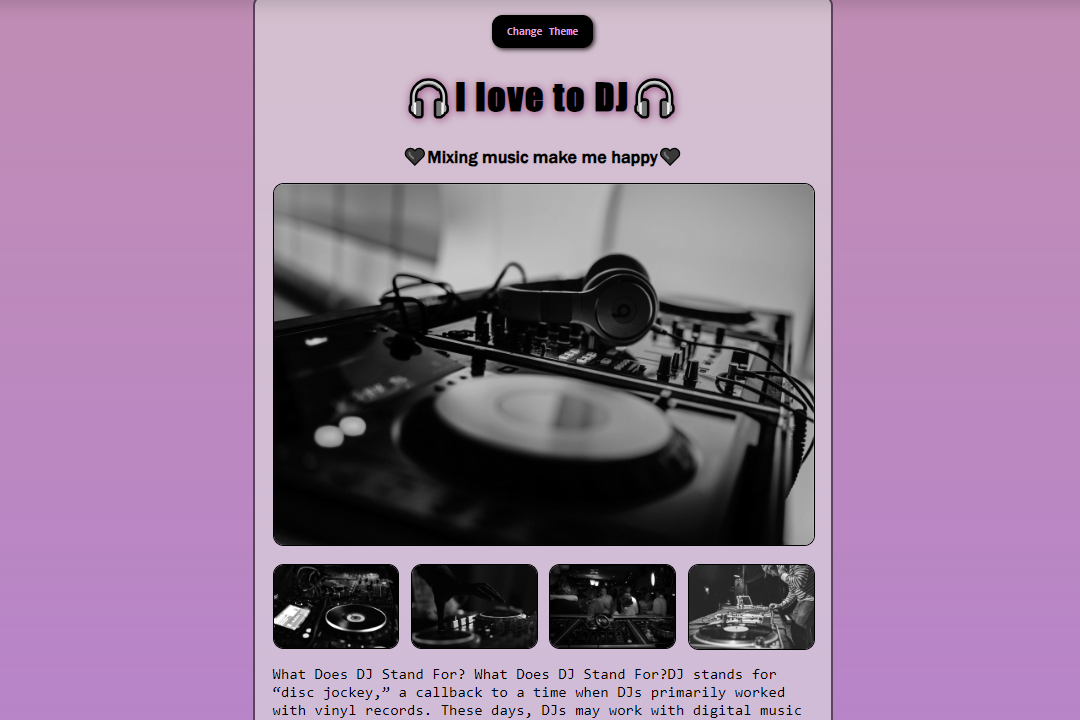 Change Theme
I love to DJ
Mixing music make me happy
What Does DJ Stand For? What Does DJ Stand For?DJ stands for
“disc jockey,” a callback to a time when DJs primarily worked
with vinyl records. These days, DJs may work with digital music